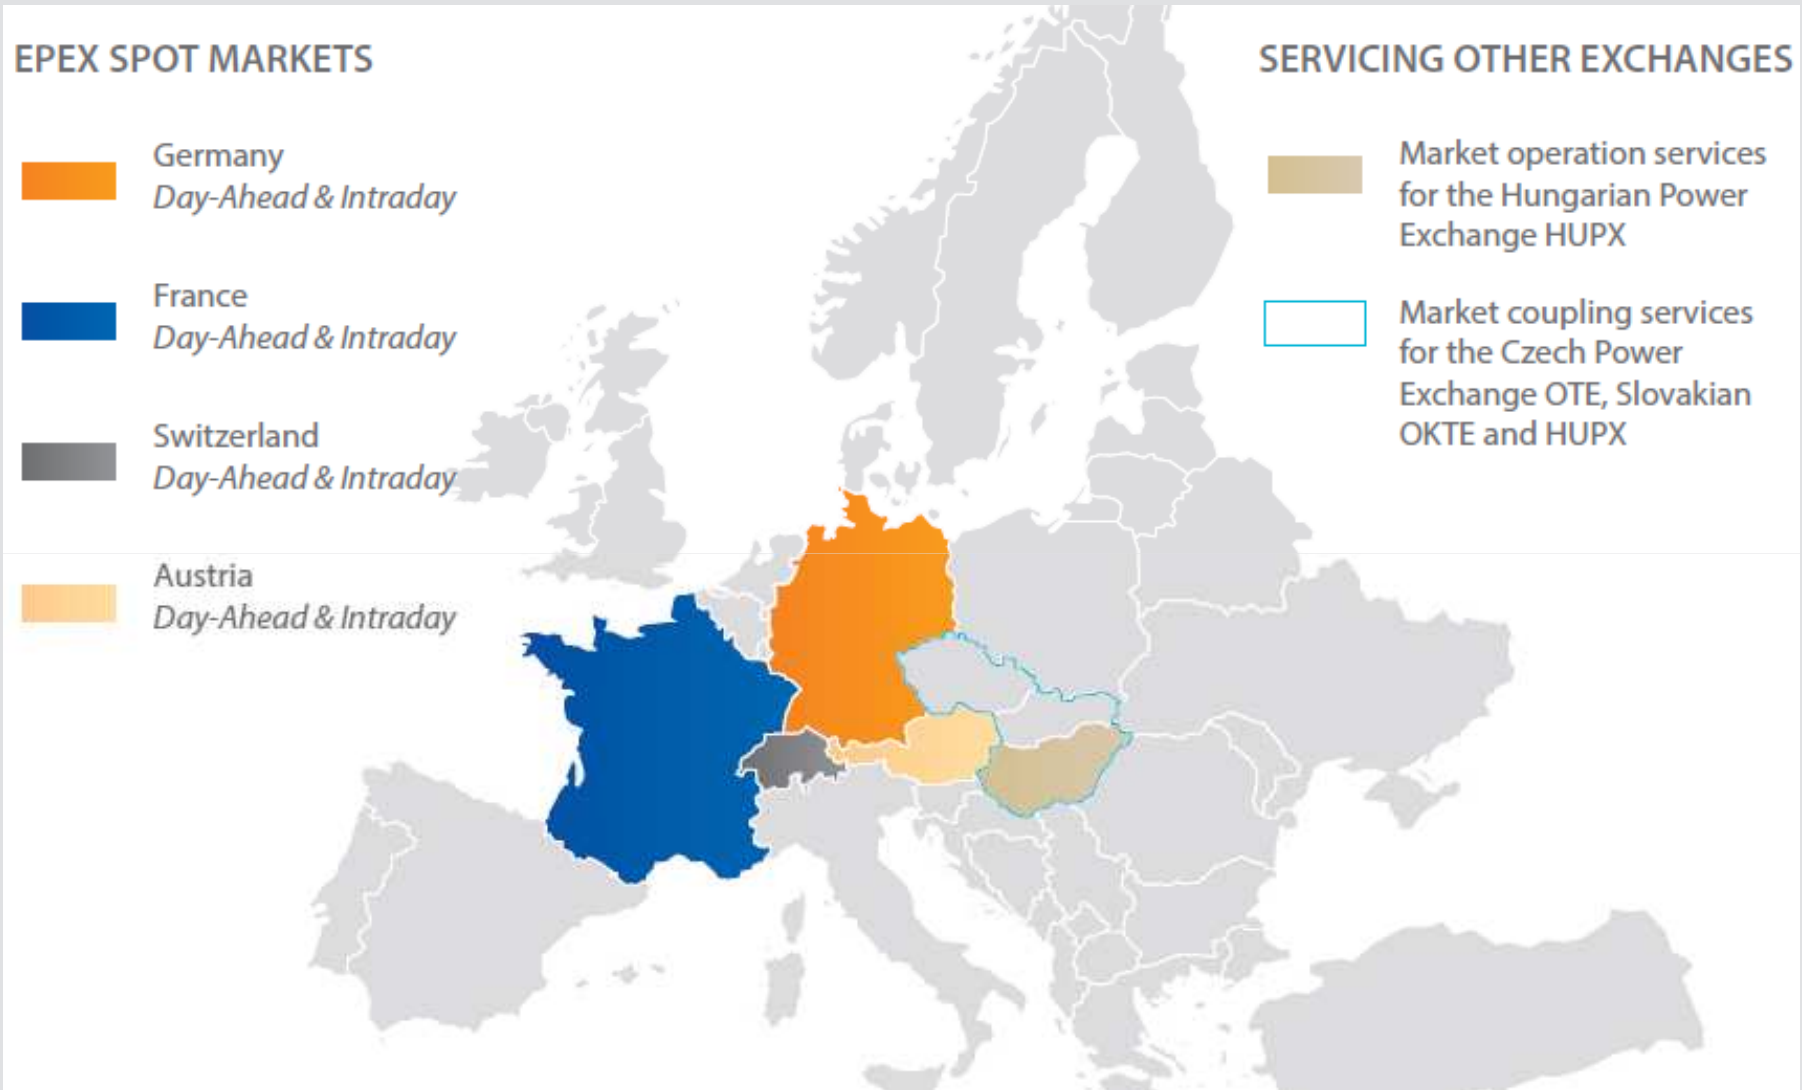 EPEX SPOT MARKETS
Germany
Day-Ahead & Intraday
France
Day-Ahead & Intraday
Switzerland
Day-Ahead & Intraday
Austria
Day-Ahead & Intraday
SERVICING OTHER EXCHANGES
Market operation services
for the Hungarian Power
Exchange HUPX
Market coupling services
for the Czech Power
Exchange OTE, Slovakian
OKTE and HUPX